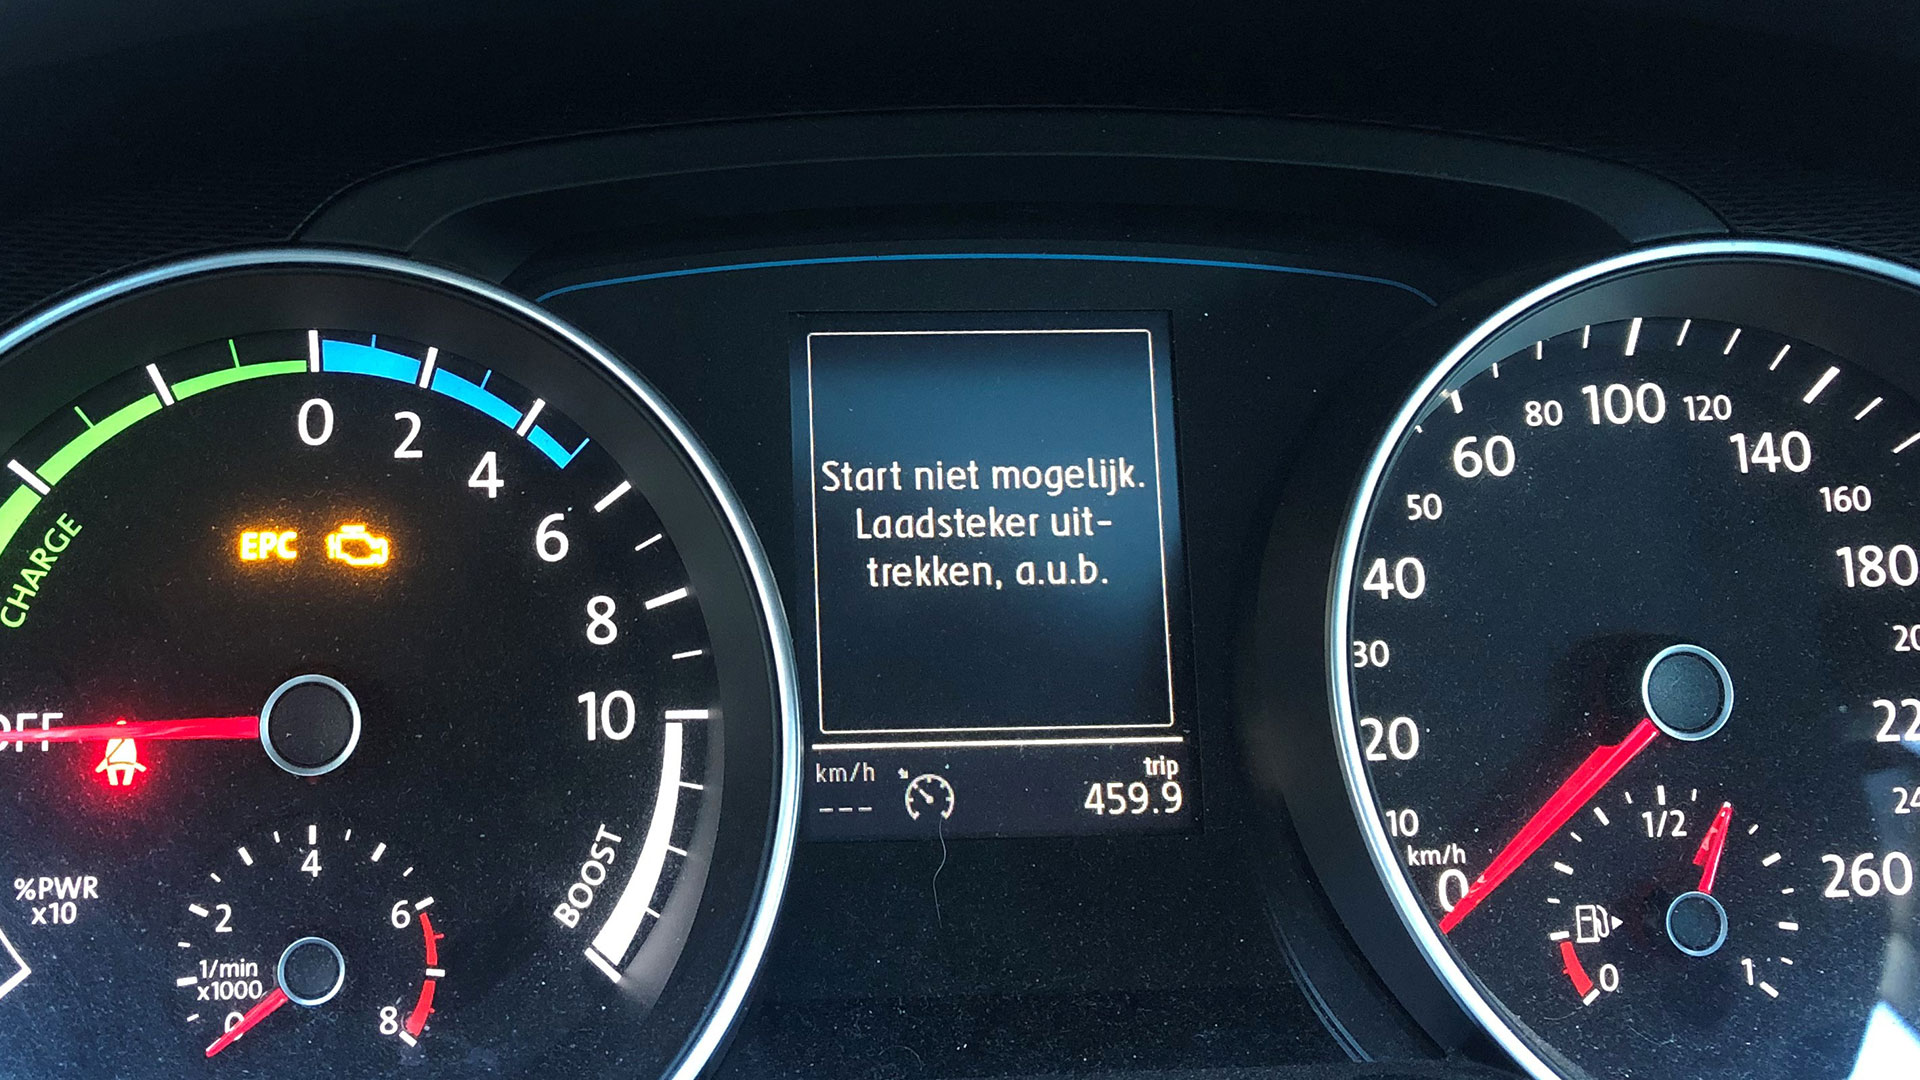 Start niet mogelijk.
Laadsteker uit-
trekken, a.u.b.
km/h
---
trip
459.9
CHARGE
0
2
4
6
8
10
BOOST
EPC
%PWR
x10
2
4
6
8
1/min
x1000
0
0
10
20
30
40
50
60
80
100
120
140
160
180
260
km/h
1/2
0
1